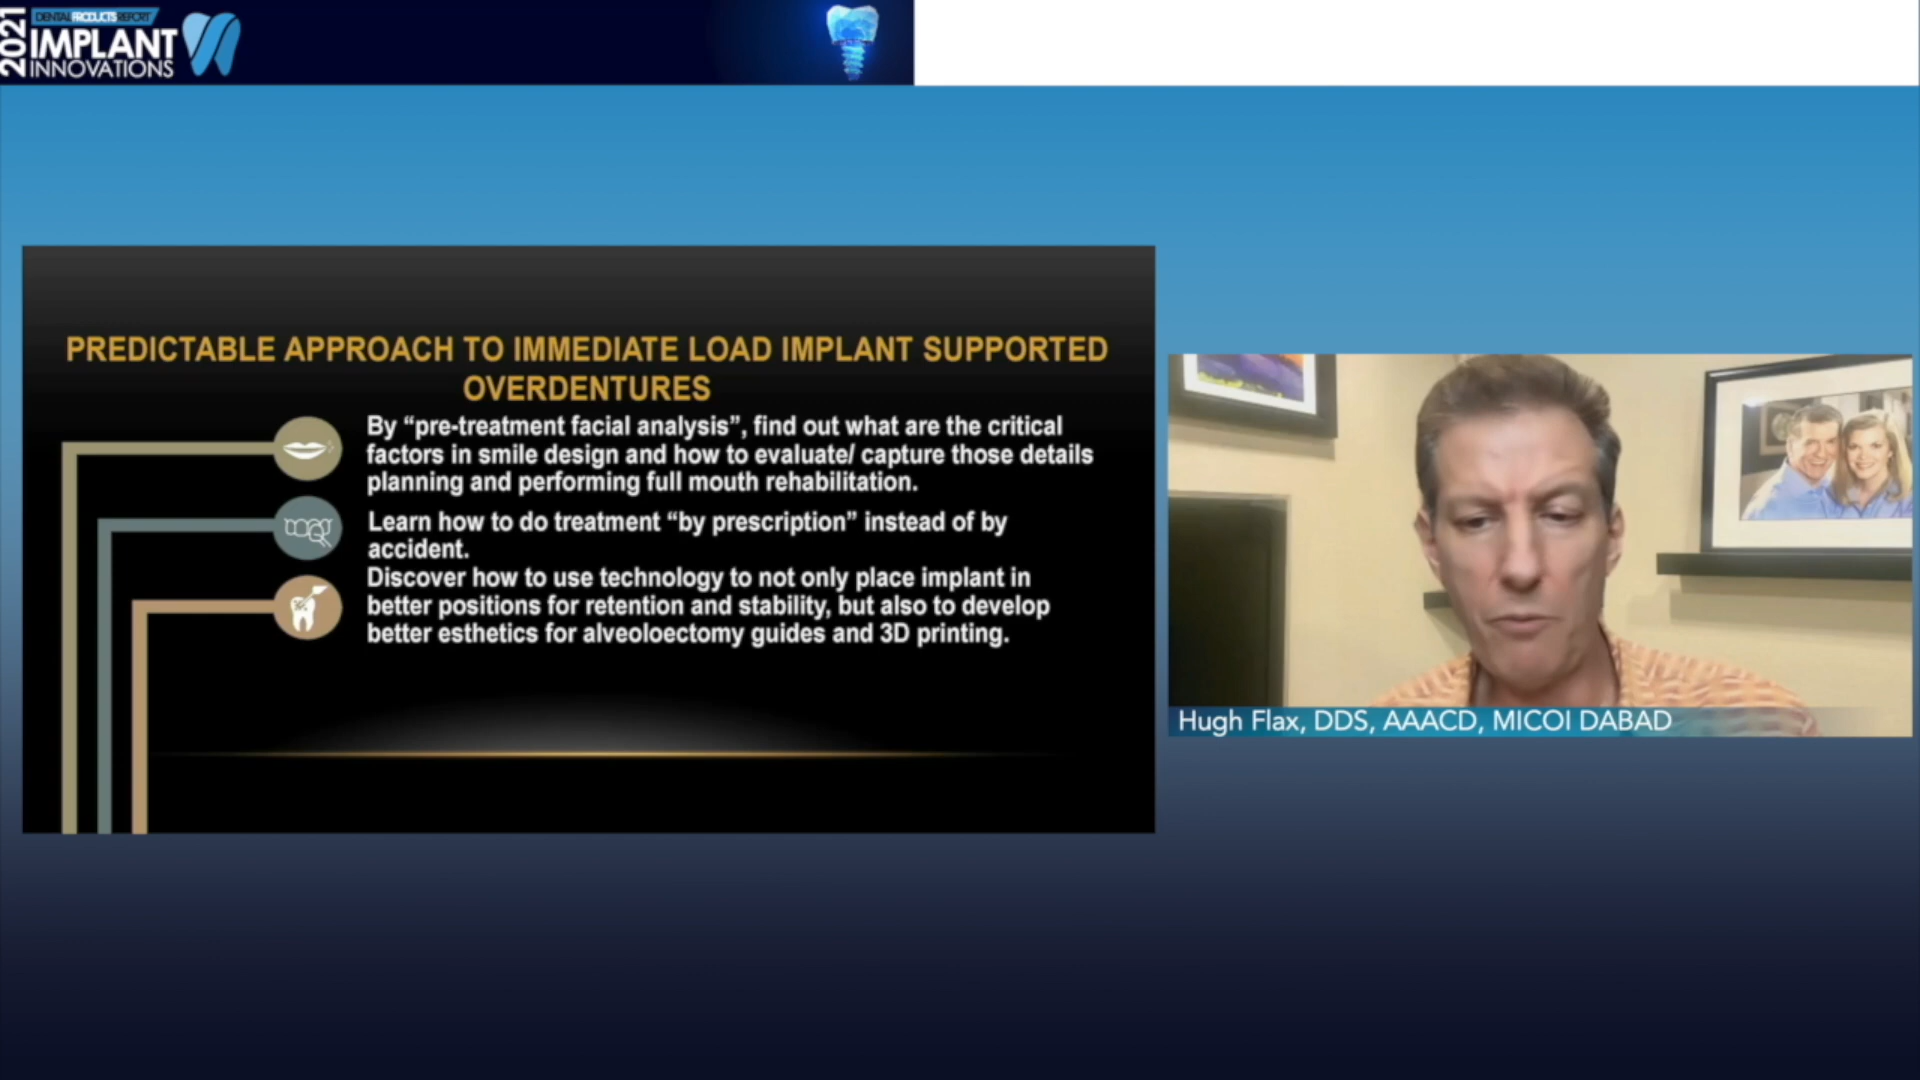 2021
DENTAL PRODUCTS REPORT
IMPLANT
INNOVATIONS
PREDICTABLE APPROACH TO IMMEDIATE LOAD IMPLANT SUPPORTED
OVERDENTURES
By “pre-treatment facial analysis”, find out what are the critical
factors in smile design and how to evaluate/ capture those details
planning and performing full mouth rehabilitation.
Learn how to do treatment “by prescription” instead of by
accident.
Discover how to use technology to not only place implant in
better positions for retention and stability, but also to develop
better esthetics for alveoloectomy guides and 3D printing.
Hugh Flax, DDS, AAACD, MICOI DABAD